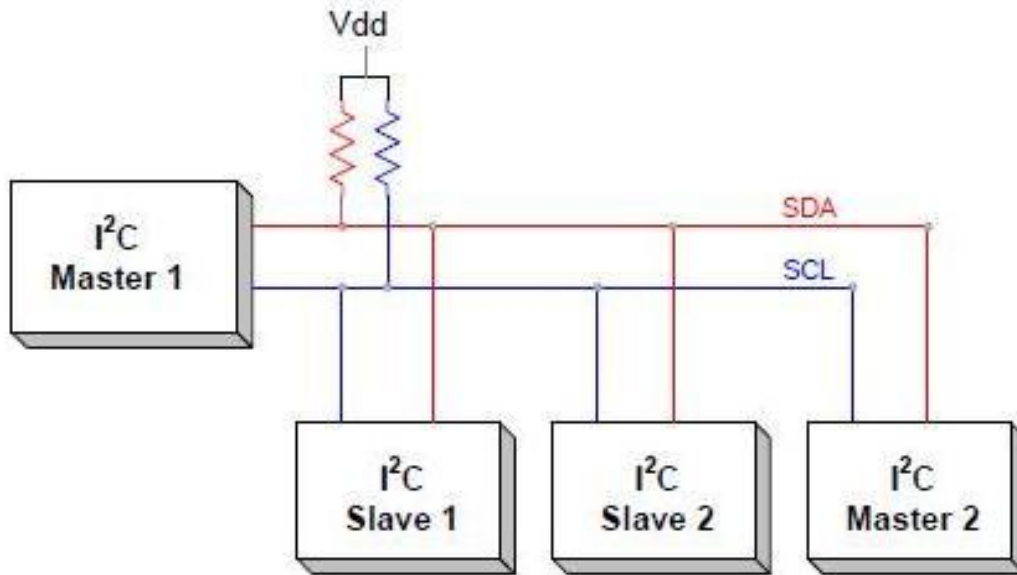 Vdd
SDA
SCL
I²C
Master 1
I²C
Slave 1
I²C
Slave 2
I²C
Master 2